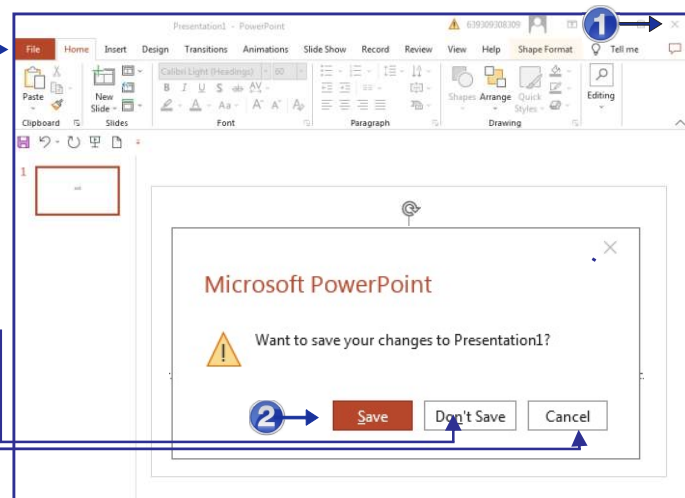 Presentation1 - PowerPoint
639309308309
1
File Home Insert Design Transitions Animations Slide Show Record Review View Help Shape Format Tell me
Calibri Light (Headings) 60
Paste New Slide Shapes Arrange Quick Styles Editing
B I U S ab AV
A Aa A A A
Clipboard Slides Font Paragraph Drawing
1
Microsoft PowerPoint
Want to save your changes to Presentation1?
2 Save Don't Save Cancel